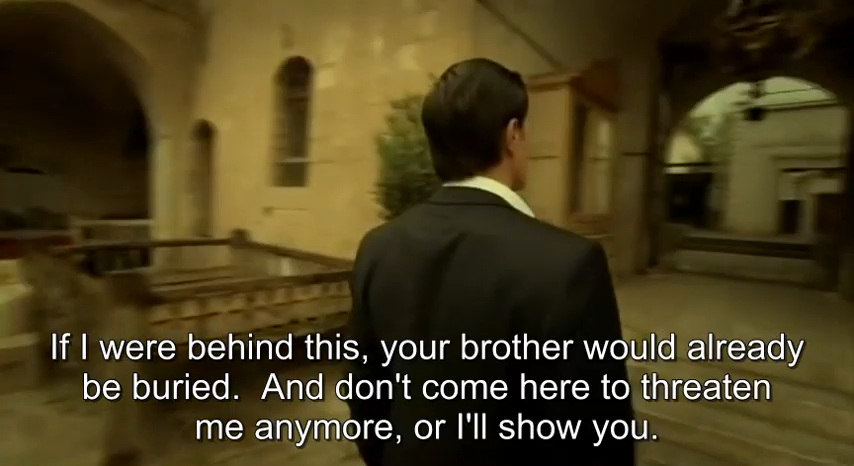 If I were behind this, your brother would already
be buried.  And don't come here to threaten
me anymore, or I'll show you.